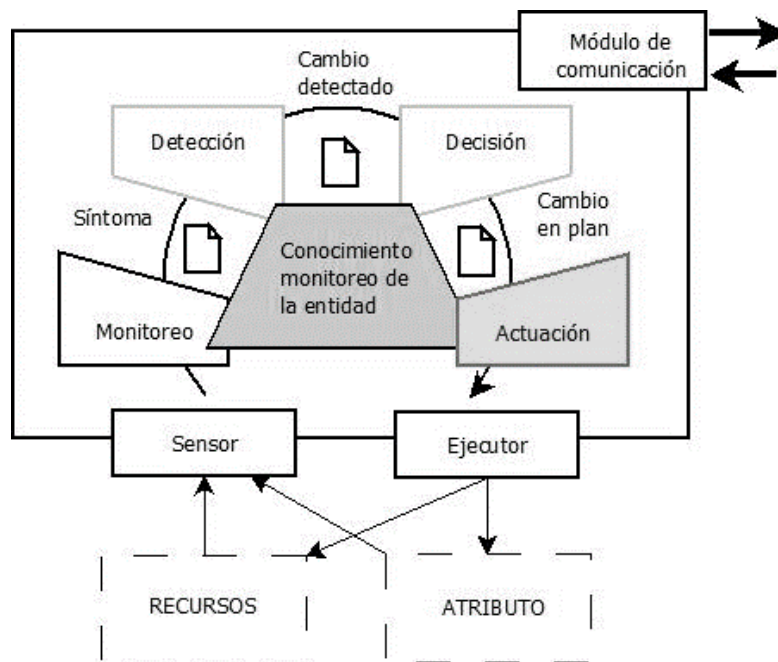 Módulo de
comunicación
Cambio
detectado
Detección
Decisión
Síntoma
Cambio
en plan
Conocimiento
monitoreo de
la entidad
Monitoreo
Actuación
Sensor
Ejecutor
RECURSOS
ATRIBUTO